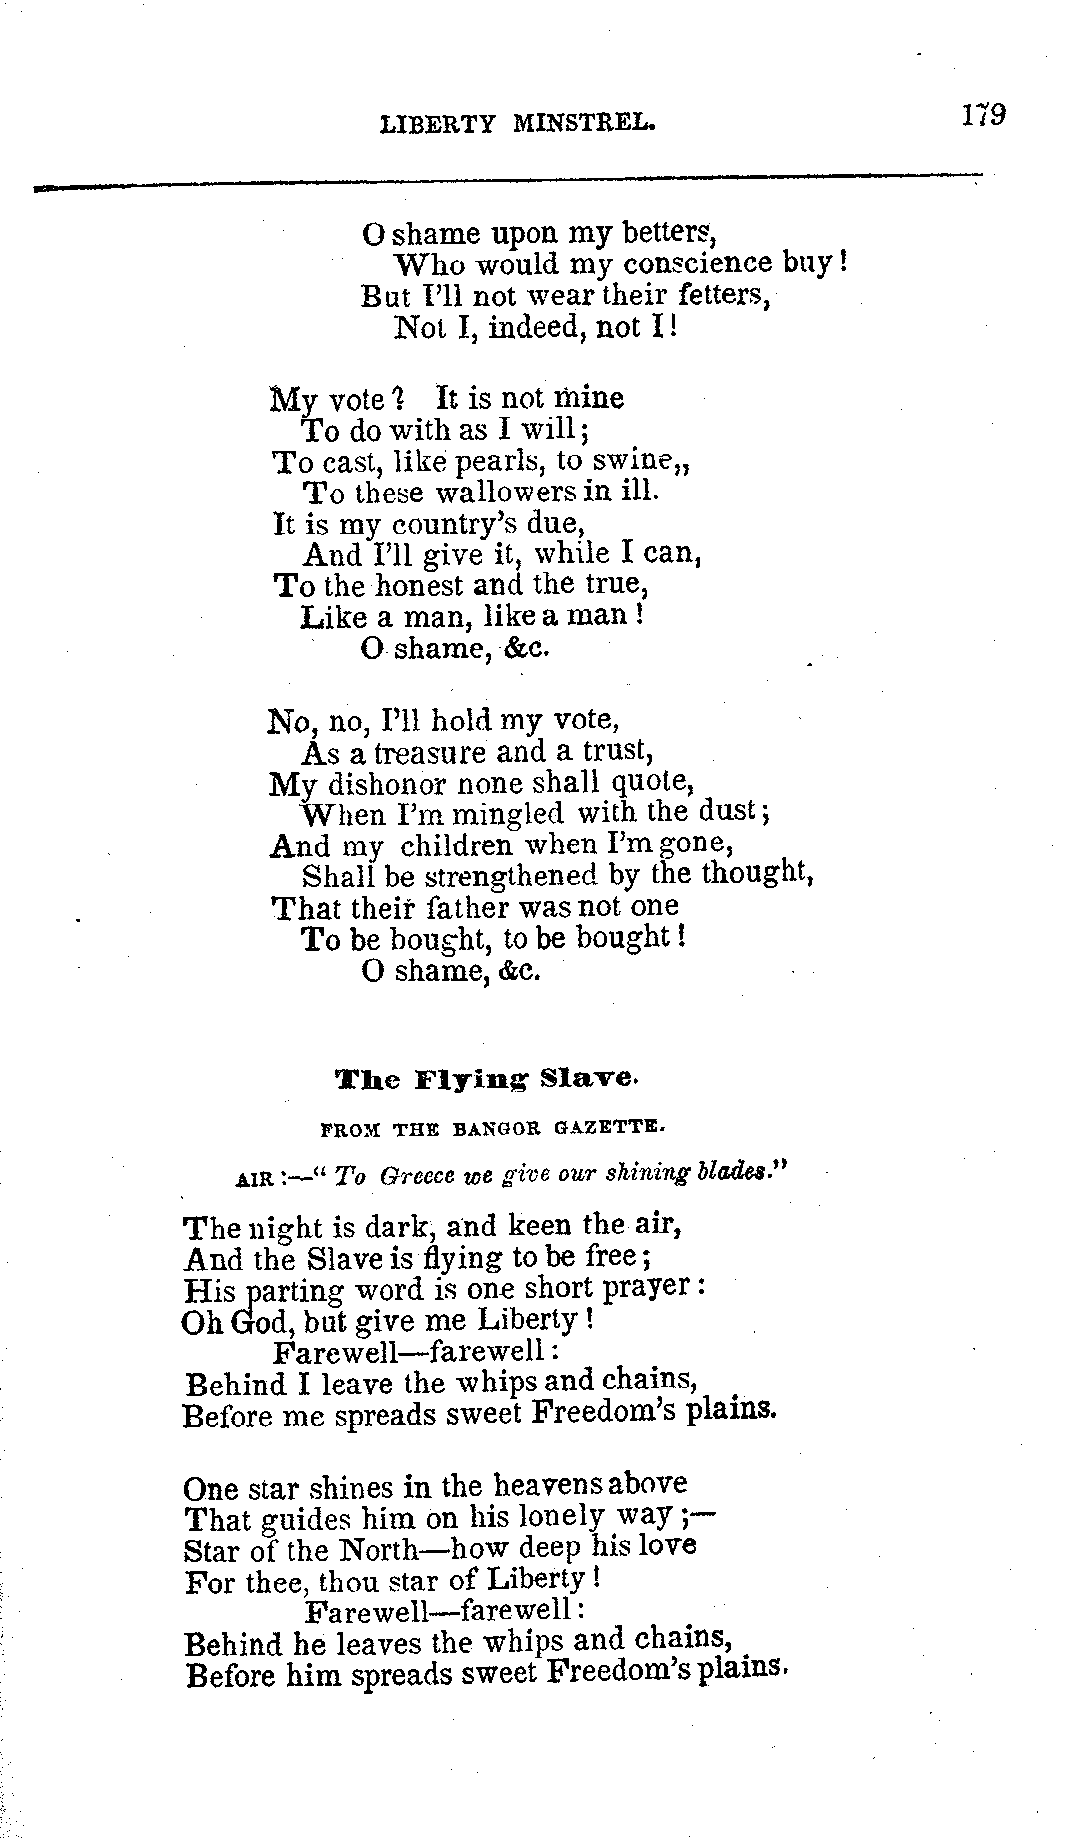 LIBERTY MINSTREL. 179
O shame upon my betters,
Who would my conscience buy!
But I'll not wear their fetters,
Not I, indeed, not I!
My vote? It is not mine
To do with as I will;
To cast, like pearls, to swine,,
To these wallowers in ill.
It is my country's due,
And I'll give it, while I can,
To the honest and the true,
Like a man, like a man!
O shame, &c.
No, no, I'll hold my vote,
As a treasure and a trust,
My dishonor none shall quote,
When I'm mingled with the dust;
And my children when I'm gone,
Shall be strengthened by the thought,
That their father was not one
To be bought, to be bought!
O shame, &c.
The Flying Slave.
FROM THE BANGOR GAZETTE.
AIR:—"To Greece we give our shining blades."
The night is dark, and keen the air,
And the Slave is flying to be free;
His parting word is one short prayer:
Oh God, but give me Liberty!
Farewell—farewell:
Behind I leave the whips and chains,
Before me spreads sweet Freedom's plains.
One star shines in the heavens above
That guides him on his lonely way;—
Star of the North—how deep his love
For thee, thou star of Liberty!
Farewell—farewell:
Behind he leaves the whips and chains,
Before him spreads sweet Freedom's plains.